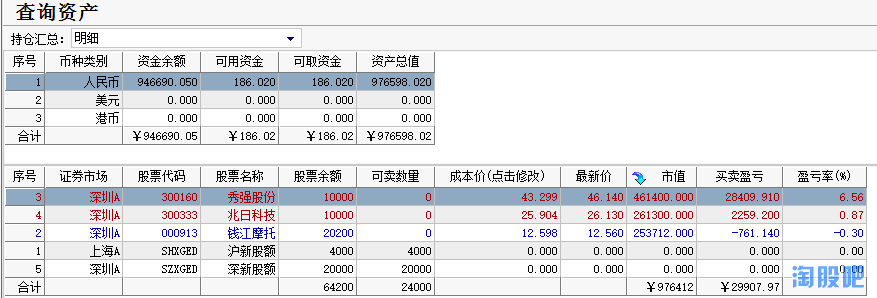 查询资产
持仓汇总: 明细
序号 币种类别 资金余额 可用资金 可取资金 资产总值
1 人民币 946690.050 186.020 186.020 976598.020
2 美元 0.000 0.000 0.000 0.000
3 港币 0.000 0.000 0.000 0.000
合计 ￥946690.05 ￥186.02 ￥186.02 ￥976598.02
序号 证券市场 股票代码 股票名称 股票余额 可卖数量 成本价(点击修改) 最新价 市值 买卖盈亏 盈亏率(%)
3 深圳A 300160 秀强股份 10000 0 43.299 46.140 461400.000 28409.910 6.56
4 深圳A 300333 兆日科技 10000 0 25.904 26.130 261300.000 2259.200 0.87
2 深圳A 000913 钱江摩托 20200 0 12.598 12.560 253712.000 -761.140 -0.30
1 上海A SHXGED 沪新股额 4000 4000 0.000 0.000 0.000 0.000 0.00
5 深圳A SZXGED 深新股额 20000 20000 0.000 0.000 0.000 0.000 0.00
合计 64200 24000 ￥976412 ￥29907.97
淘股吧